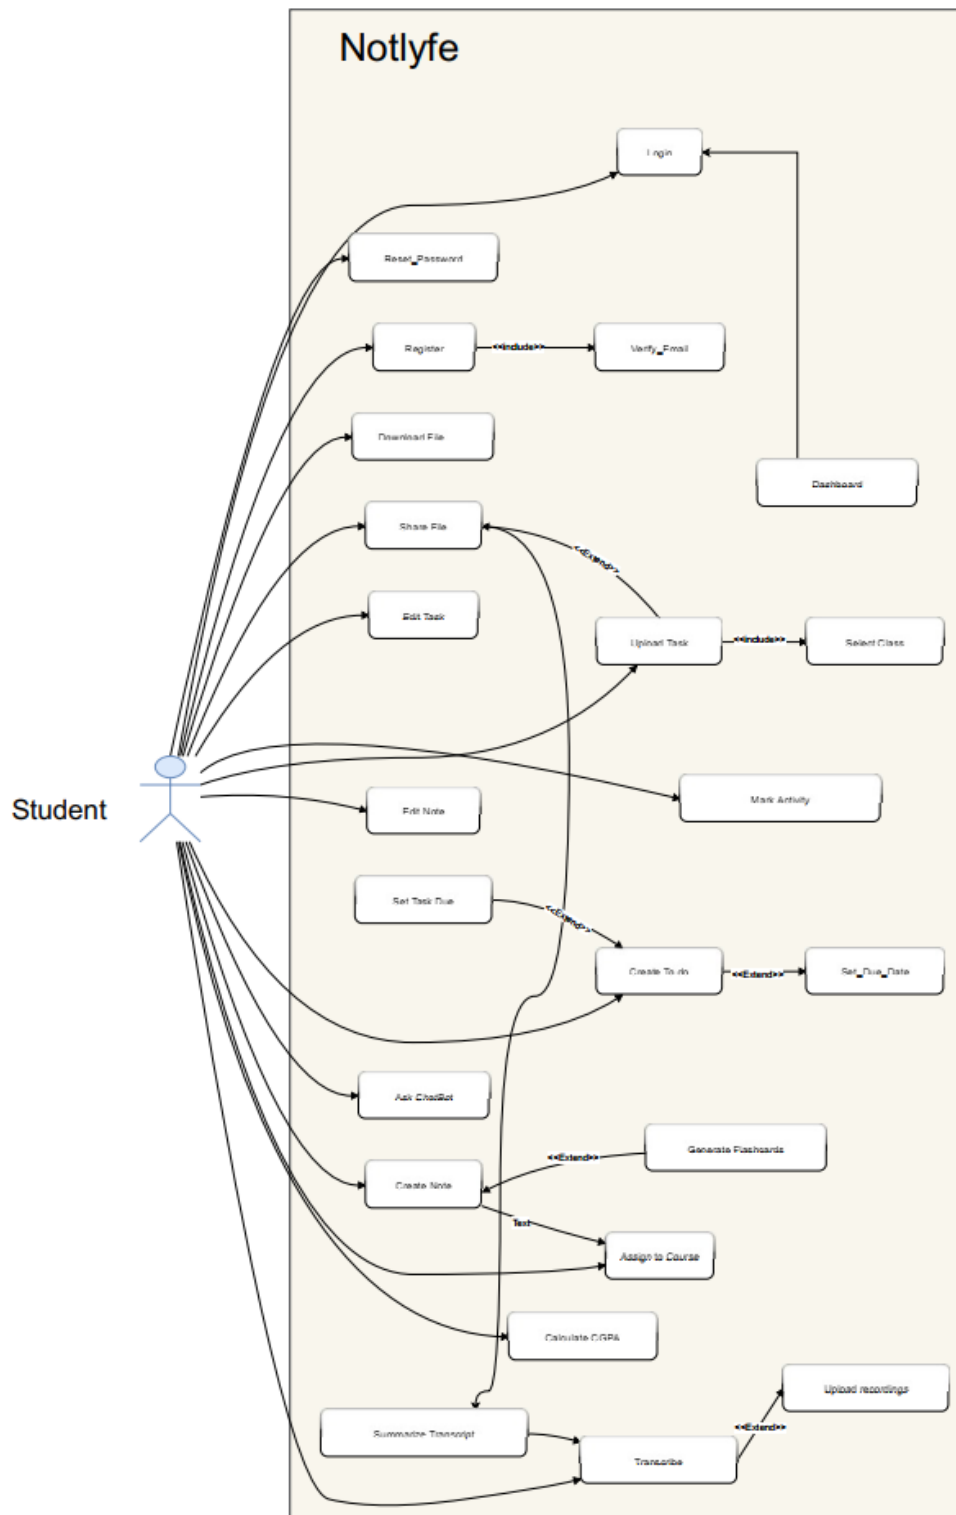 Notlyfe
Login
Reset_Password
Register
<<include>>
Verify_Email
Download File
Dashboard
Share File
<<Extend>>
Edit Task
Upload Task
<<include>>
Select Class
Student
Mark Activity
Edit Note
Set Task Due
<<Extend>>
Create To do
<<Extend>>
Set_Due_Date
Ask ChatBot
Generate Flashcards
<<Extend>>
Create Note
Text
Assign to Course
Calculate CGPA
Upload recordings
Summarize Transcript
<<Extend>>
Transcribe